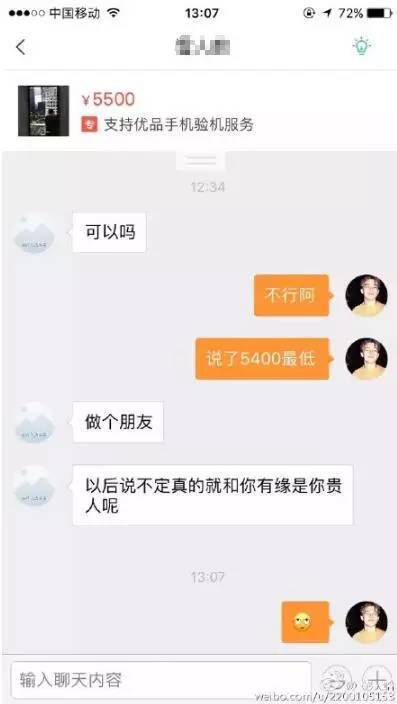 中国移动
13:07
72%
¥5500
专 支持优品手机验机服务
12:34
可以吗
不行阿
说了5400最低
做个朋友
以后说不定真的就和你有缘是你贵
人呢
13:07
输入聊天内容
weibo.com/u/2200105153